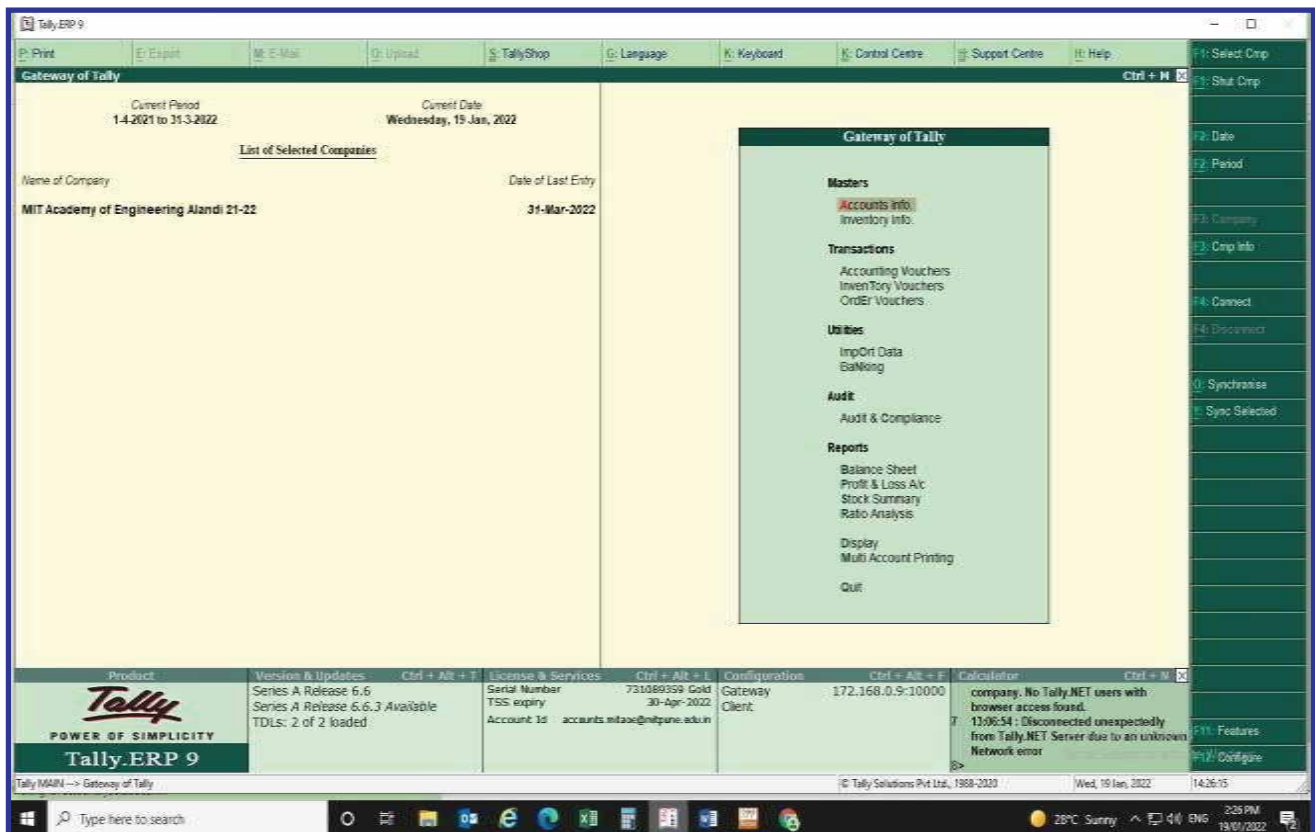 Tally.ERP 9
P: Print E: Export M: E-Mail O: Upload S: TallyShop G: Language K: Keyboard K: Control Centre H: Support Centre H: Help
Gateway of Tally Ctrl + M
Current Period Current Date
1-4-2021 to 31-3-2022 Wednesday, 19 Jan, 2022
List of Selected Companies
Name of Company Date of Last Entry
MIT Academy of Engineering Alandi 21-22 31-Mar-2022
Gateway of Tally
Masters
Accounts Info.
Inventory Info.
Transactions
Accounting Vouchers
InvenTory Vouchers
OrdEr Vouchers
Utilities
ImpOrt Data
BaNking
Audit
Audit & Compliance
Reports
Balance Sheet
Profit & Loss A/c
Stock Summary
Ratio Analysis
Display
Multi Account Printing
Quit
F1: Select Cmp
F1: Shut Cmp
F2: Date
F2: Period
F3: Company
F3: Cmp Info
F4: Connect
F4: Disconnect
Synchronise
Sync Selected
F11: Features
F12: Configure
Product
Tally
POWER OF SIMPLICITY
Tally.ERP 9
Version & Updates Ctrl + Alt + T
Series A Release 6.6
Series A Release 6.6.3 Available
TDLs: 2 of 2 loaded
License & Services Ctrl + Alt + L
Serial Number 731089359 Gold
TSS expiry 30-Apr-2022
Account Id accounts.mitaoe@mitpune.edu.in
Configuration Ctrl + Alt + F
Gateway 172.168.0.9:10000
Client
Calculator Ctrl + N
company. No Tally.NET users with
browser access found.
7 13:06:54 : Disconnected unexpectedly
from Tally.NET Server due to an unknown
Network error
8>
Tally MAIN --> Gateway of Tally © Tally Solutions Pvt Ltd., 1988-2020 Wed, 19 Jan, 2022 14:26:15
Type here to search 28°C Sunny ENG 2:26 PM
19/01/2022